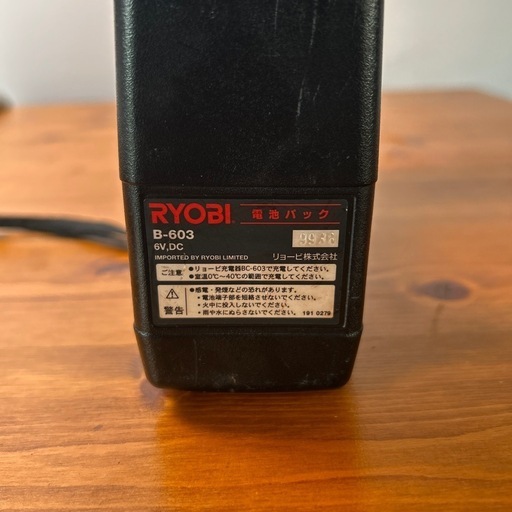 RYOBI 電池パック
B-603
6V,DC
IMPORTED BY RYOBI LIMITED リョービ株式会社
ご注意 ●リョービ充電器BC-603で充電してください。
●室温0℃～40℃の範囲で充電してください。
警告 ●感電・発煙などの恐れがあります。
・電池端子部を短絡させないでください。
・火中に投入しないでください。
・雨や水にぬらさないでください。 191 0279